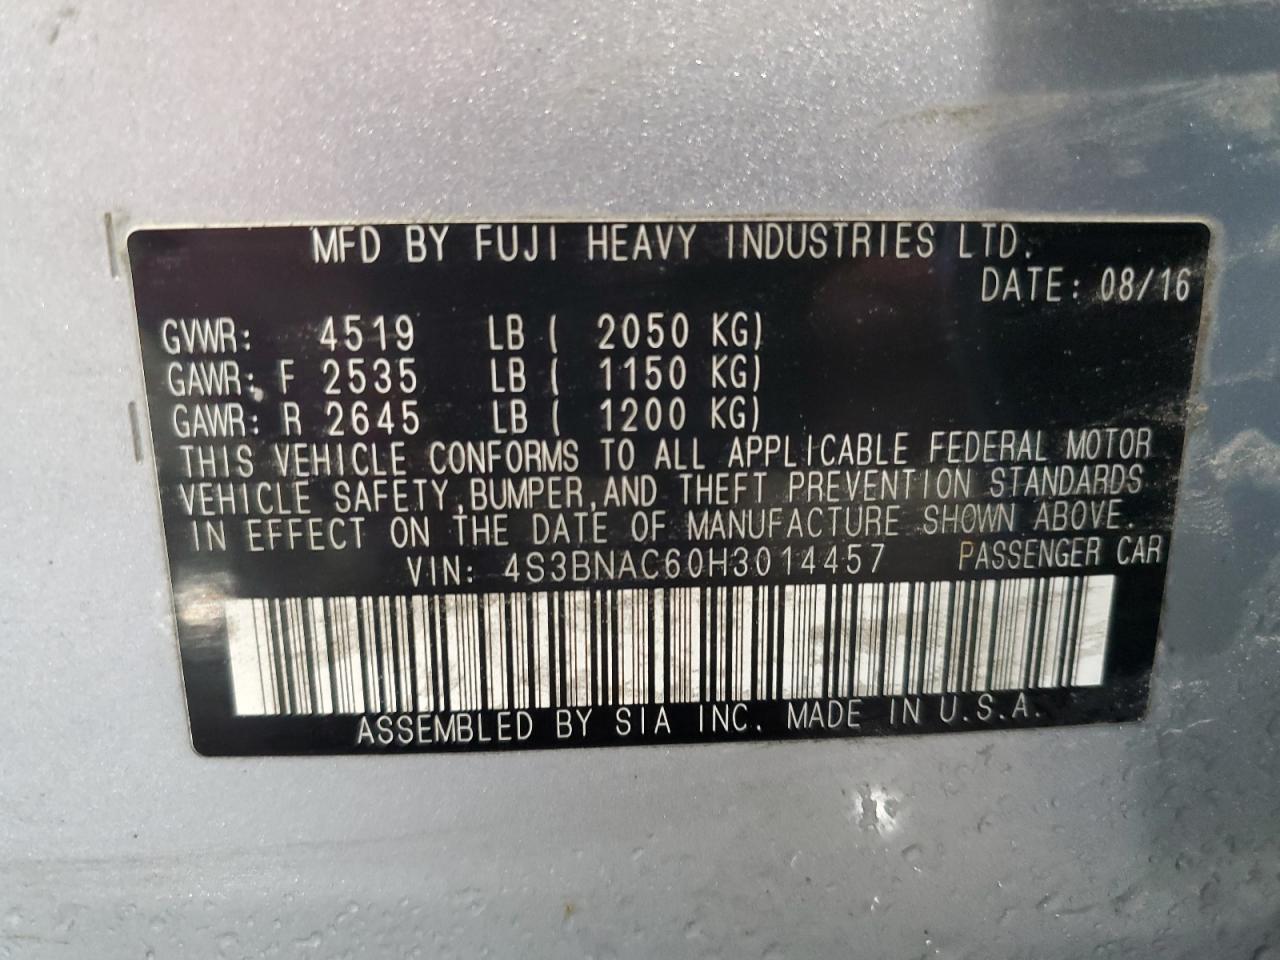 MFD BY FUJI HEAVY INDUSTRIES LTD.
DATE: 08/16
GVWR: 4519 LB ( 2050 KG)
GAWR: F 2535 LB ( 1150 KG)
GAWR: R 2645 LB ( 1200 KG)
THIS VEHICLE CONFORMS TO ALL APPLICABLE FEDERAL MOTOR
VEHICLE SAFETY,BUMPER,AND THEFT PREVENTION STANDARDS
IN EFFECT ON THE DATE OF MANUFACTURE SHOWN ABOVE.
VIN: 4S3BNAC60H3014457 PASSENGER CAR
ASSEMBLED BY SIA INC. MADE IN U.S.A.